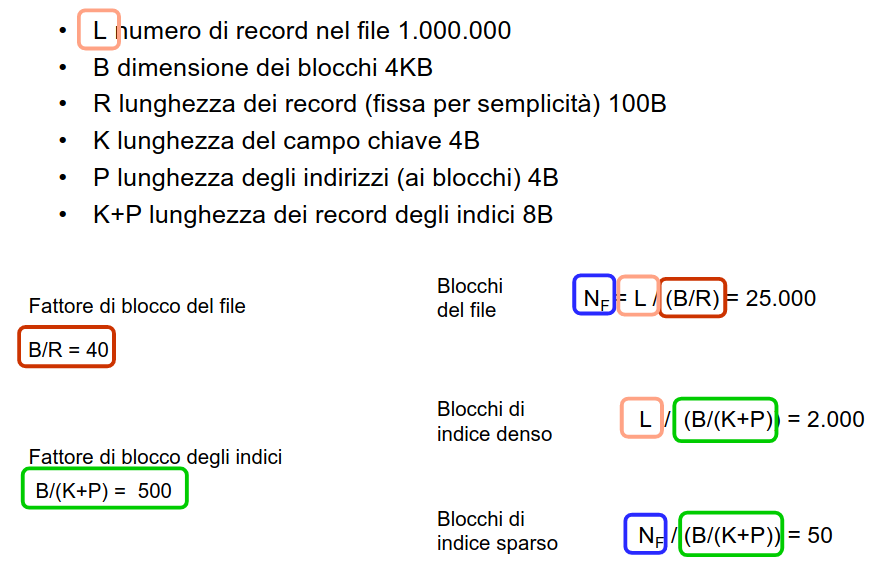 • L numero di record nel file 1.000.000
• B dimensione dei blocchi 4KB
• R lunghezza dei record (fissa per semplicità) 100B
• K lunghezza del campo chiave 4B
• P lunghezza degli indirizzi (ai blocchi) 4B
• K+P lunghezza dei record degli indici 8B
Fattore di blocco del file
B/R = 40
Blocchi
del file
NF = L / (B/R) = 25.000
Blocchi di
indice denso
L / (B/(K+P)) = 2.000
Fattore di blocco degli indici
B/(K+P) = 500
Blocchi di
indice sparso
NF / (B/(K+P)) = 50